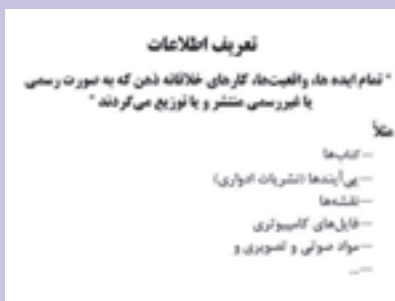 تعریف اطلاعات
" تمام ایده ها، واقعیت‌ها، کارهای خلاقانه ذهن که به صورت رسمی
یا غیررسمی منتشر و یا توزیع می‌گردند "
مثلاً
–کتاب‌ها
–پی‌آیندها (نشریات ادواری)
–نقشه‌ها
–فایل‌های کامپیوتری
–مواد صوتی و تصویری و
–...